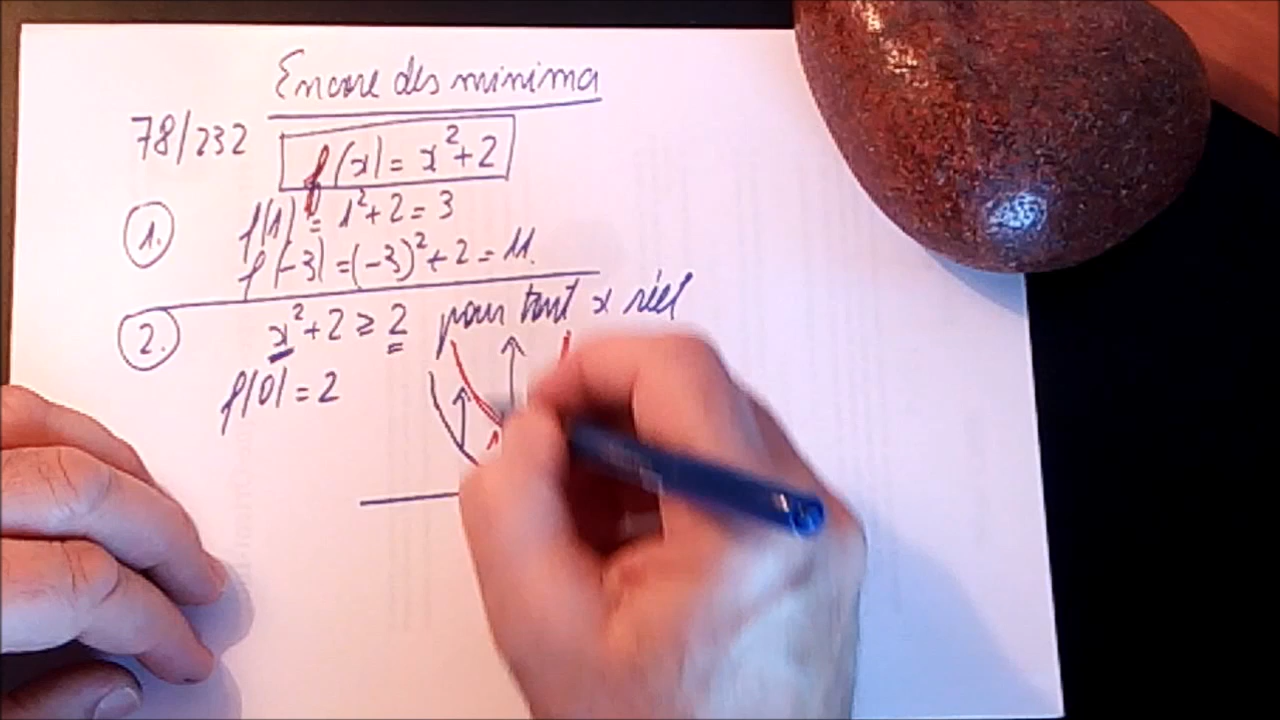 Encore des minima
78/232 f(x) = x²+2
1. f(1) = 1²+2 = 3
f(-3) = (-3)²+2 = 11.
2. x²+2 ≥ 2 pour tout x réel
f(0) = 2